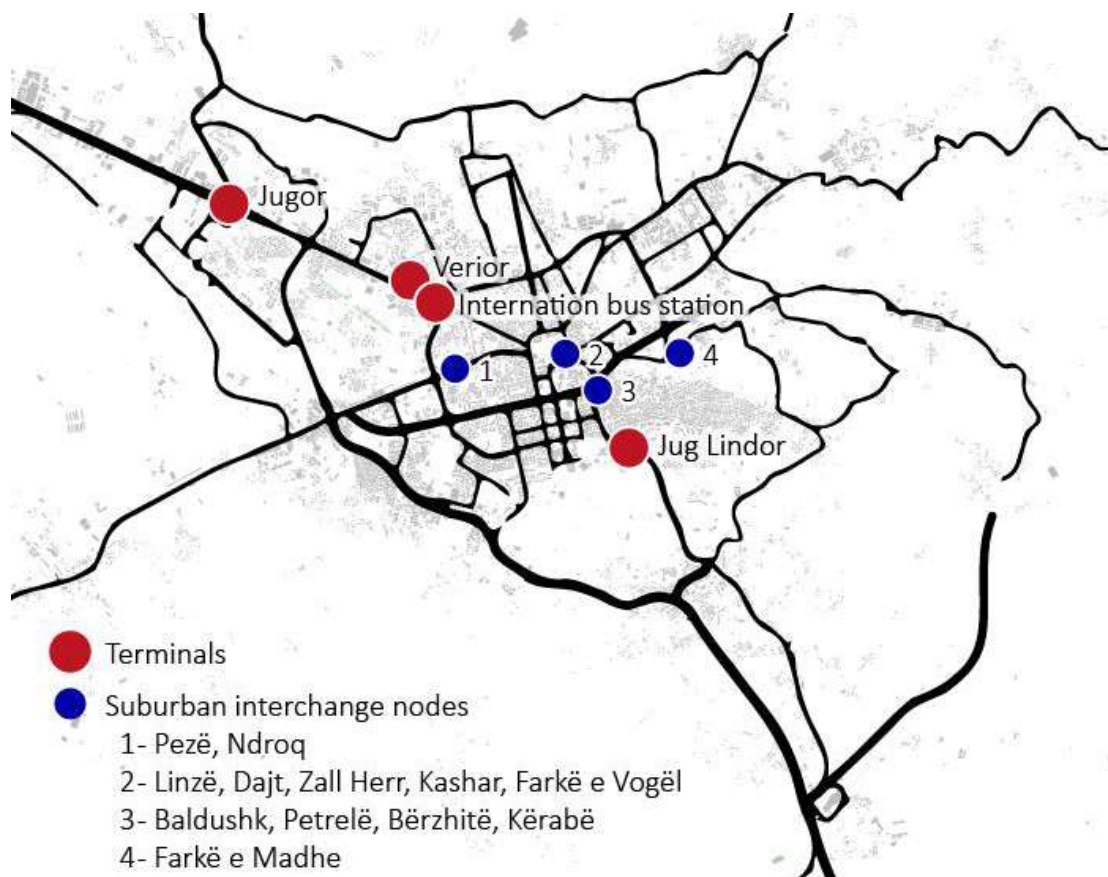 Jugor
Verior
Internation bus station
1
2
4
3
Jug Lindor
Terminals
Suburban interchange nodes
1- Pezë, Ndroq
2- Linzë, Dajt, Zall Herr, Kashar, Farkë e Vogël
3- Baldushk, Petrelë, Bërzhitë, Kërabë
4- Farkë e Madhe